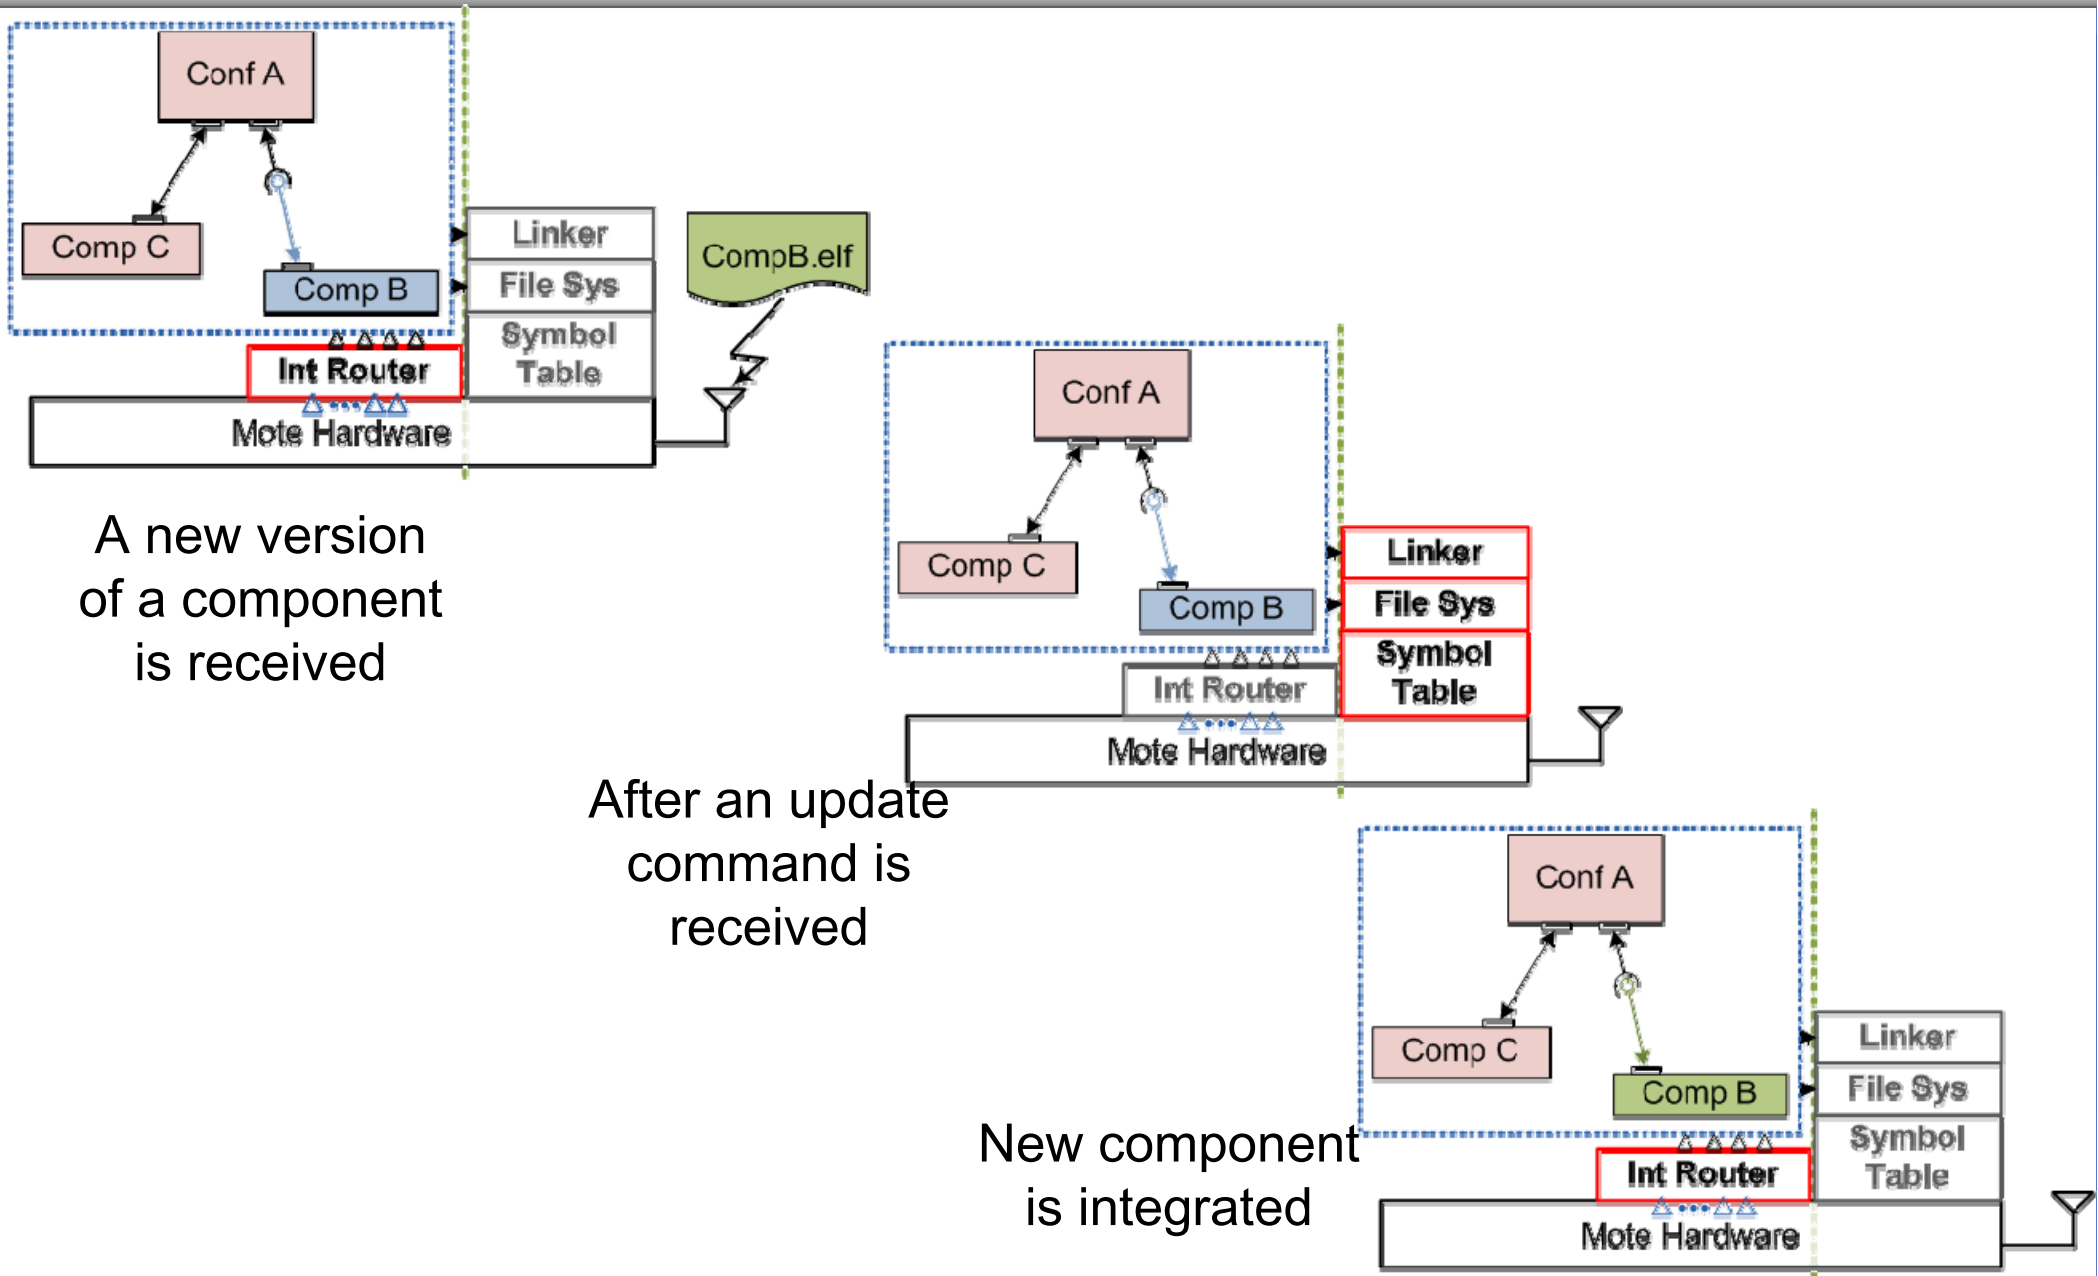 Conf A
Comp C
Comp B
Linker
File Sys
Symbol
Table
Int Router
Mote Hardware
CompB.elf
A new version
of a component
is received
Conf A
Comp C
Comp B
Linker
File Sys
Symbol
Table
Int Router
Mote Hardware
After an update
command is
received
Conf A
Comp C
Comp B
Linker
File Sys
Symbol
Table
Int Router
Mote Hardware
New component
is integrated